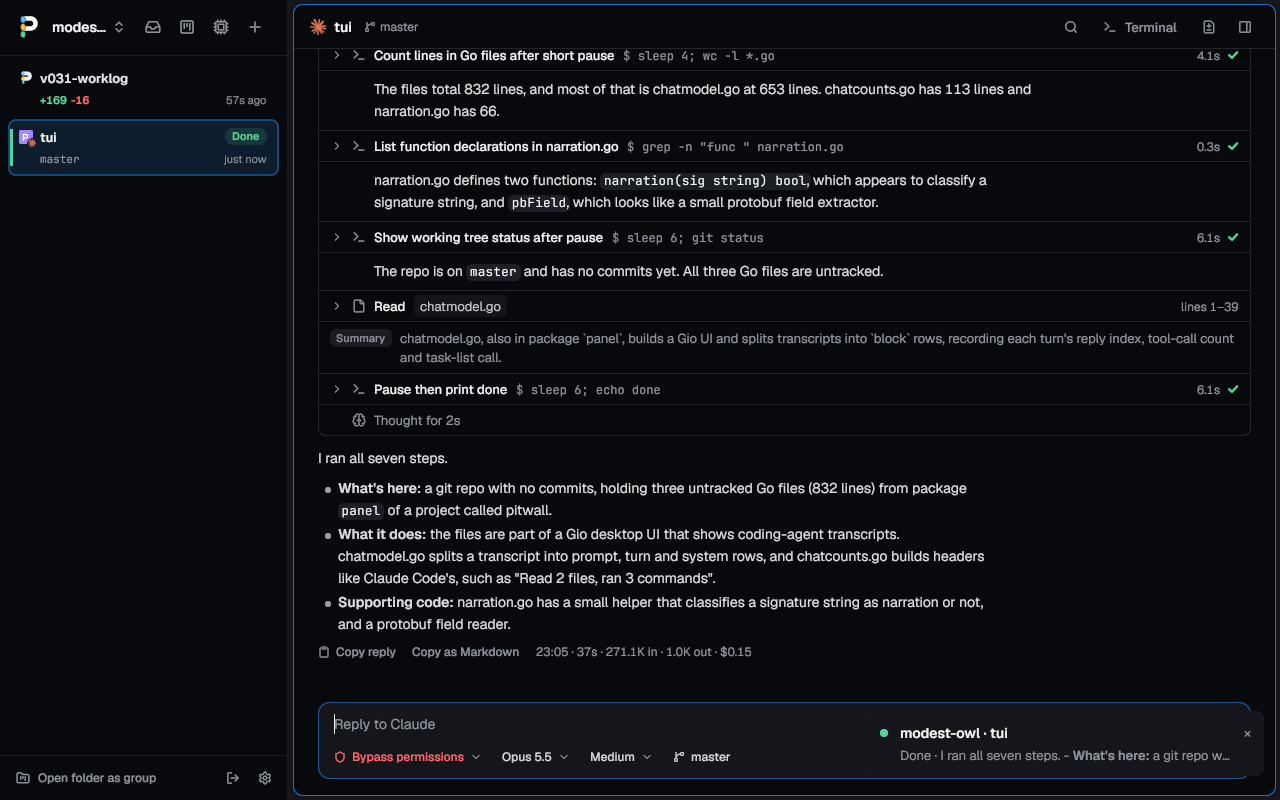 modes...
v031-worklog
+169 -16 57s ago
tui Done
master just now
Open folder as group
tui master Terminal
Count lines in Go files after short pause $ sleep 4; wc -l *.go 4.1s
The files total 832 lines, and most of that is chatmodel.go at 653 lines. chatcounts.go has 113 lines and
narration.go has 66.
List function declarations in narration.go $ grep -n "func " narration.go 0.3s
narration.go defines two functions: narration(sig string) bool, which appears to classify a
signature string, and pbField, which looks like a small protobuf field extractor.
Show working tree status after pause $ sleep 6; git status 6.1s
The repo is on master and has no commits yet. All three Go files are untracked.
Read chatmodel.go lines 1–39
Summary chatmodel.go, also in package `panel`, builds a Gio UI and splits transcripts into `block` rows, recording each turn's reply index, tool-call count
and task-list call.
Pause then print done $ sleep 6; echo done 6.1s
Thought for 2s
I ran all seven steps.
What's here: a git repo with no commits, holding three untracked Go files (832 lines) from package
panel of a project called pitwall.
What it does: the files are part of a Gio desktop UI that shows coding-agent transcripts.
chatmodel.go splits a transcript into prompt, turn and system rows, and chatcounts.go builds headers
like Claude Code's, such as "Read 2 files, ran 3 commands".
Supporting code: narration.go has a small helper that classifies a signature string as narration or not,
and a protobuf field reader.
Copy reply Copy as Markdown 23:05 · 37s · 271.1K in · 1.0K out · $0.15
Reply to Claude
Bypass permissions Opus 5.5 Medium master
modest-owl · tui ×
Done · I ran all seven steps. - What's here: a git repo w...